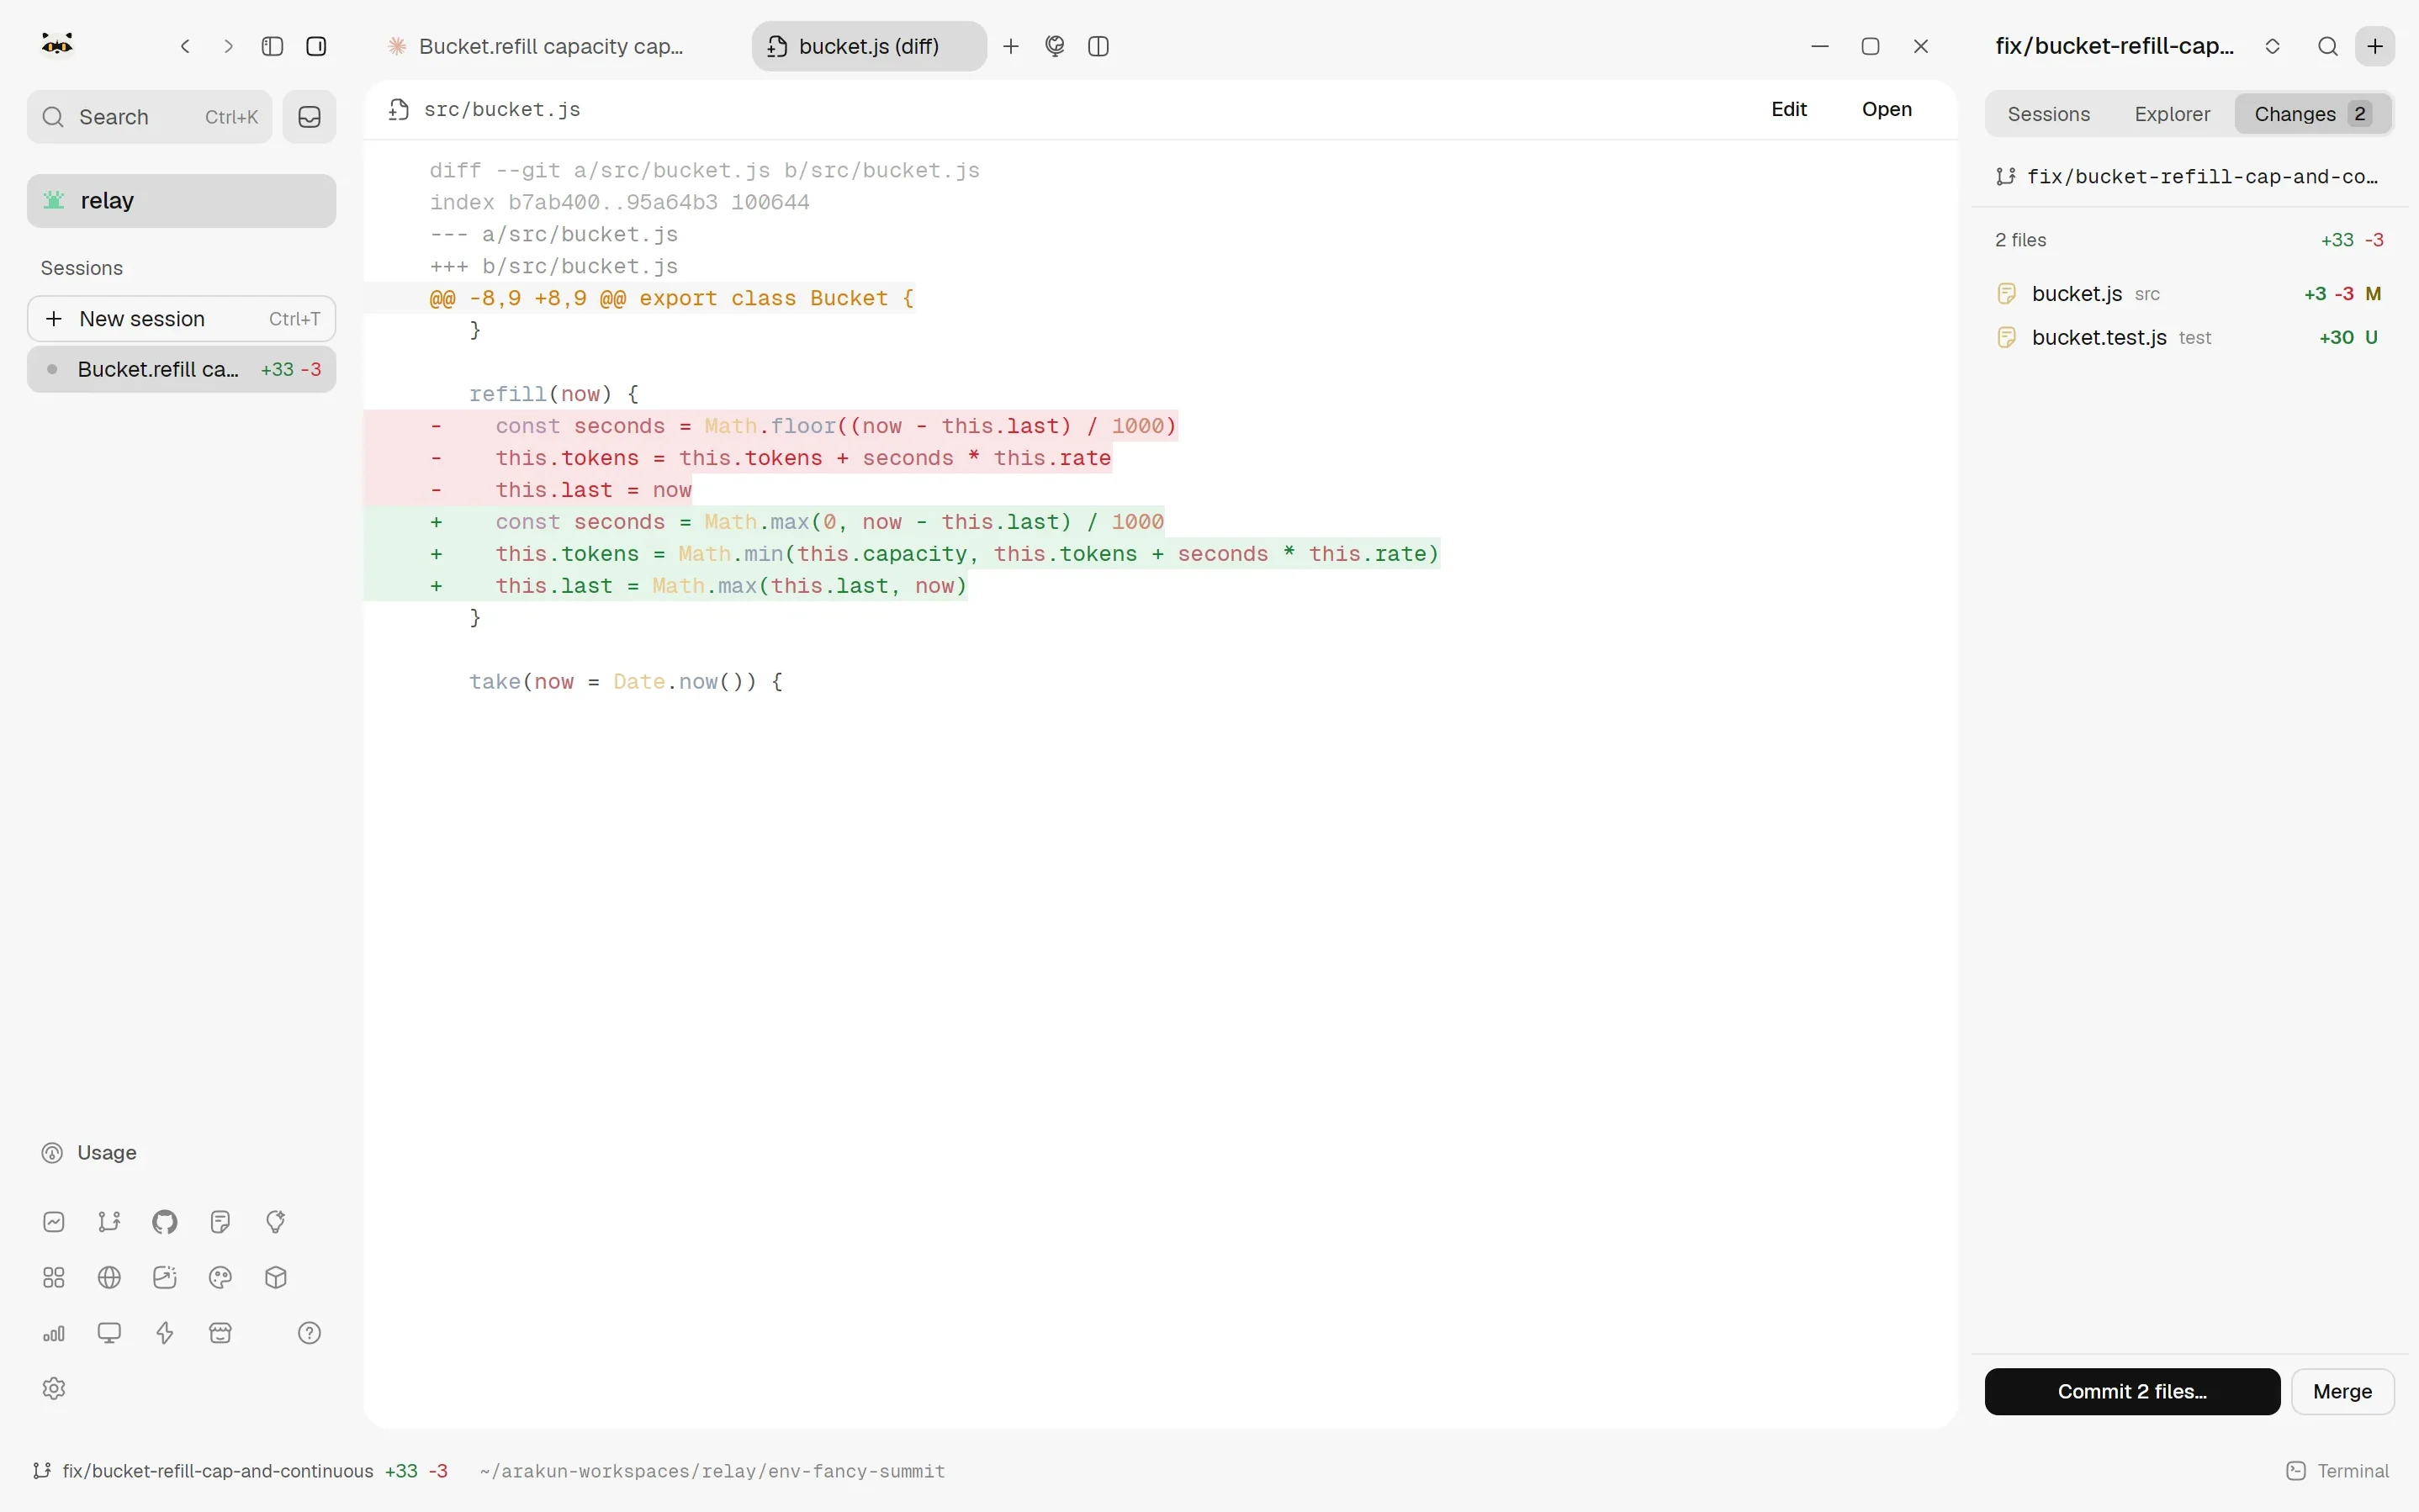 Bucket.refill capacity cap...
bucket.js (diff)
fix/bucket-refill-cap...
Search
Ctrl+K
relay
Sessions
New session
Ctrl+T
Bucket.refill ca...
+33 -3
src/bucket.js
Edit
Open
diff --git a/src/bucket.js b/src/bucket.js
index b7ab400..95a64b3 100644
--- a/src/bucket.js
+++ b/src/bucket.js
@@ -8,9 +8,9 @@ export class Bucket {
}
refill(now) {
- const seconds = Math.floor((now - this.last) / 1000)
- this.tokens = this.tokens + seconds * this.rate
- this.last = now
+ const seconds = Math.max(0, now - this.last) / 1000
+ this.tokens = Math.min(this.capacity, this.tokens + seconds * this.rate)
+ this.last = Math.max(this.last, now)
}
take(now = Date.now()) {
Sessions
Explorer
Changes 2
fix/bucket-refill-cap-and-co...
2 files
+33 -3
bucket.js src
+3 -3 M
bucket.test.js test
+30 U
Usage
Commit 2 files...
Merge
fix/bucket-refill-cap-and-continuous +33 -3
~/arakun-workspaces/relay/env-fancy-summit
Terminal